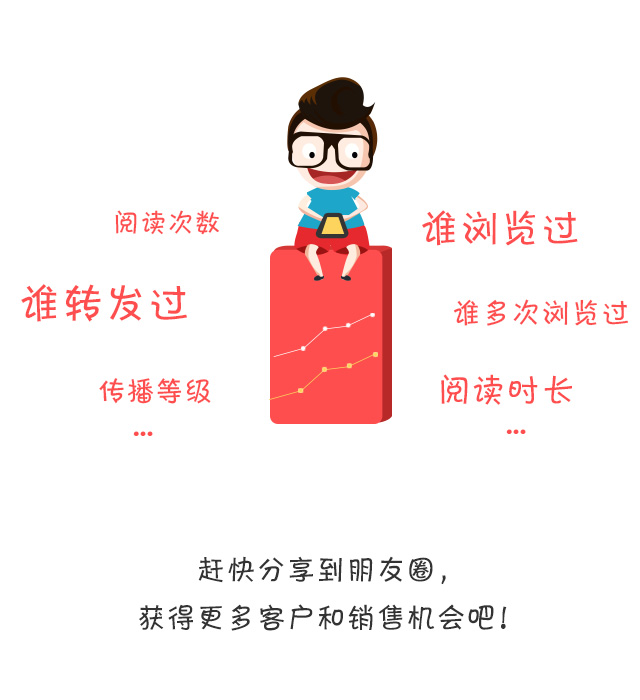 阅读次数
谁浏览过
谁转发过
谁多次浏览过
传播等级
阅读时长
...
...
赶快分享到朋友圈，
获得更多客户和销售机会吧！